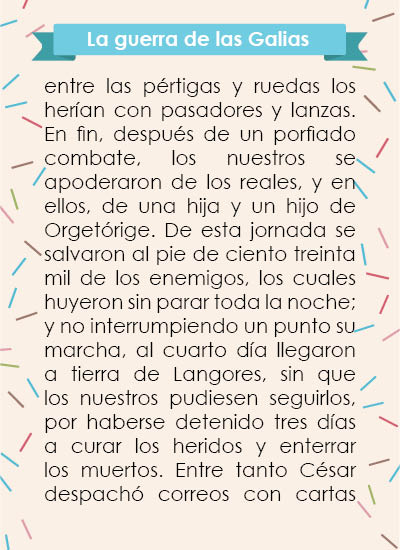 La guerra de las Galias
entre las pértigas y ruedas los
herían con pasadores y lanzas.
En fin, después de un porfiado
combate, los nuestros se
apoderaron de los reales, y en
ellos, de una hija y un hijo de
Orgetórige. De esta jornada se
salvaron al pie de ciento treinta
mil de los enemigos, los cuales
huyeron sin parar toda la noche;
y no interrumpiendo un punto su
marcha, al cuarto día llegaron
a tierra de Langores, sin que
los nuestros pudiesen seguirlos,
por haberse detenido tres días
a curar los heridos y enterrar
los muertos. Entre tanto César
despachó correos con cartas